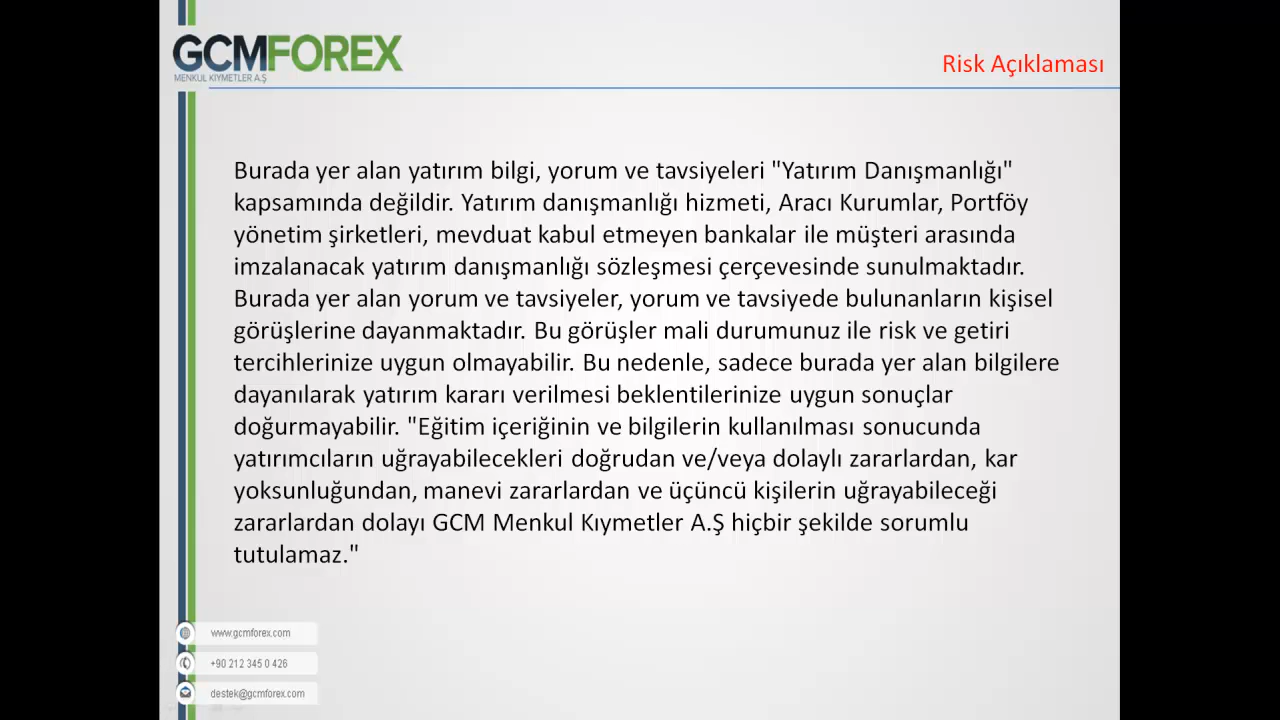 GCMFOREX
MENKUL KIYMETLER A.Ş
Risk Açıklaması
Burada yer alan yatırım bilgi, yorum ve tavsiyeleri "Yatırım Danışmanlığı"
kapsamında değildir. Yatırım danışmanlığı hizmeti, Aracı Kurumlar, Portföy
yönetim şirketleri, mevduat kabul etmeyen bankalar ile müşteri arasında
imzalanacak yatırım danışmanlığı sözleşmesi çerçevesinde sunulmaktadır.
Burada yer alan yorum ve tavsiyeler, yorum ve tavsiyede bulunanların kişisel
görüşlerine dayanmaktadır. Bu görüşler mali durumunuz ile risk ve getiri
tercihlerinize uygun olmayabilir. Bu nedenle, sadece burada yer alan bilgilere
dayanılarak yatırım kararı verilmesi beklentilerinize uygun sonuçlar
doğurmayabilir. "Eğitim içeriğinin ve bilgilerin kullanılması sonucunda
yatırımcıların uğrayabilecekleri doğrudan ve/veya dolaylı zararlardan, kar
yoksunluğundan, manevi zararlardan ve üçüncü kişilerin uğrayabileceği
zararlardan dolayı GCM Menkul Kıymetler A.Ş hiçbir şekilde sorumlu
tutulamaz."
www.gcmforex.com
+90 212 345 0 426
destek@gcmforex.com